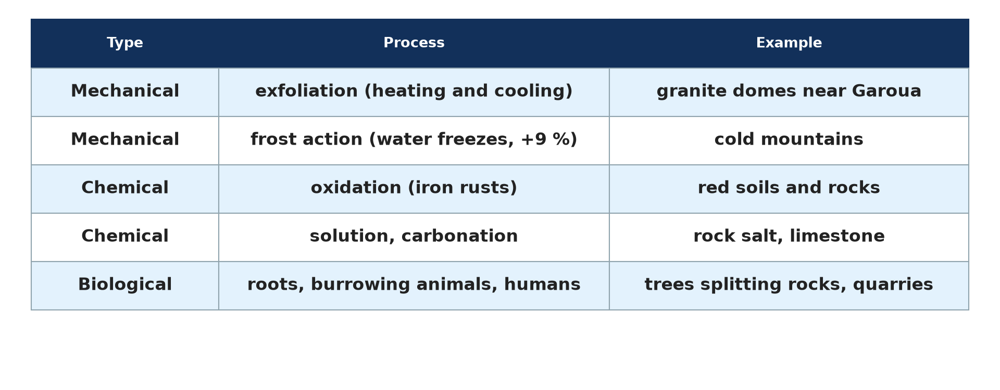 Type Process Example
Mechanical exfoliation (heating and cooling) granite domes near Garoua
Mechanical frost action (water freezes, +9 %) cold mountains
Chemical oxidation (iron rusts) red soils and rocks
Chemical solution, carbonation rock salt, limestone
Biological roots, burrowing animals, humans trees splitting rocks, quarries